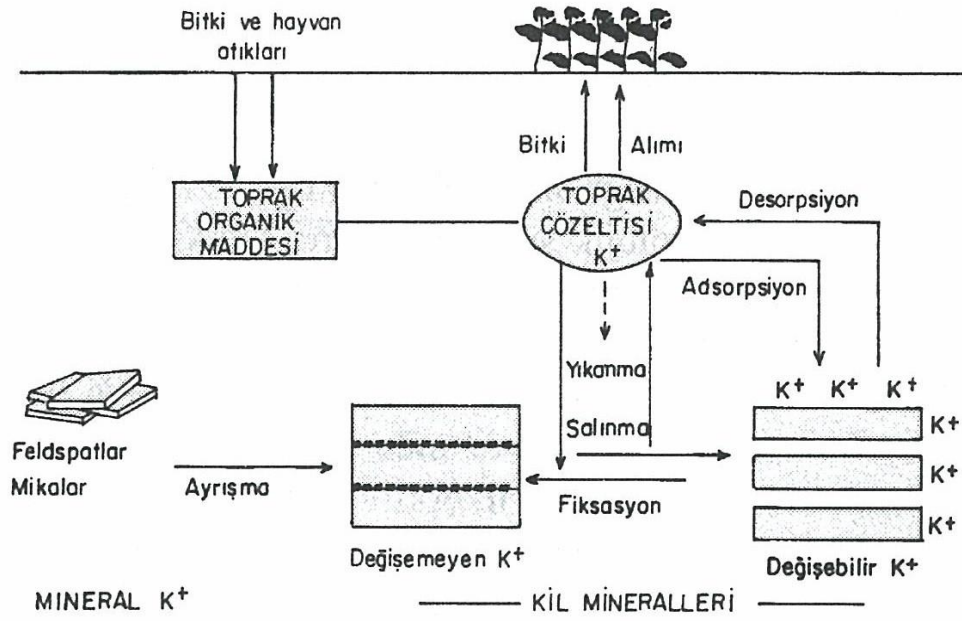 Bitki ve hayvan
atıkları
Bitki
Alımı
TOPRAK
ORGANİK
MADDESİ
TOPRAK
ÇÖZELTİSİ
K+
Desorpsiyon
Adsorpsiyon
Yıkanma
Salınma
K+ K+ K+
K+
K+
K+
Feldspatlar
Mikalar
Ayrışma
Fiksasyon
Değişemeyen K+
Değişebilir K+
MINERAL K+
KİL MİNERALLERİ